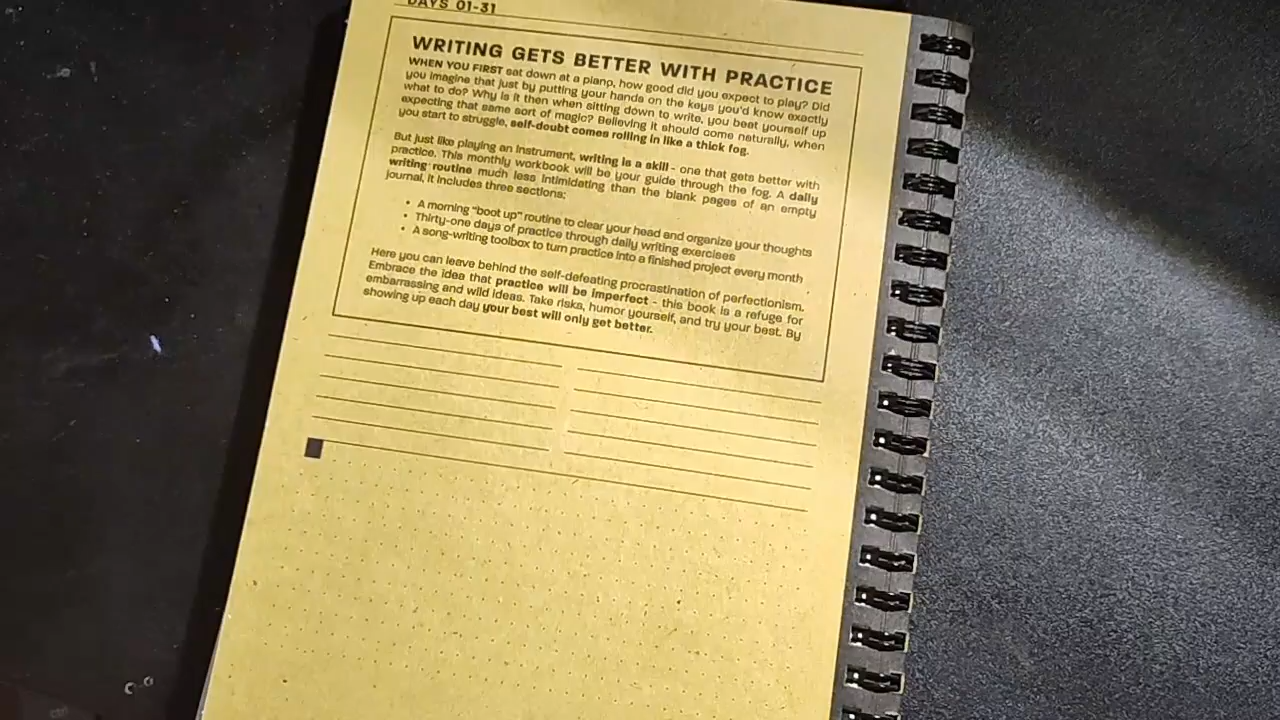 DAYS 01-31
WRITING GETS BETTER WITH PRACTICE
WHEN YOU FIRST sat down at a piano, how good did you expect to play? Did
you imagine that just by putting your hands on the keys you'd know exactly
what to do? Why is it then when sitting down to write, you beat yourself up
expecting that same sort of magic? Believing it should come naturally, when
you start to struggle, self-doubt comes rolling in like a thick fog.
But just like playing an instrument, writing is a skill - one that gets better with
practice. This monthly workbook will be your guide through the fog. A daily
writing routine much less intimidating than the blank pages of an empty
journal, it includes three sections:
• A morning "boot up" routine to clear your head and organize your thoughts
• Thirty-one days of practice through daily writing exercises
• A song-writing toolbox to turn practice into a finished project every month
Here you can leave behind the self-defeating procrastination of perfectionism.
Embrace the idea that practice will be imperfect - this book is a refuge for
embarrassing and wild ideas. Take risks, humor yourself, and try your best. By
showing up each day your best will only get better.